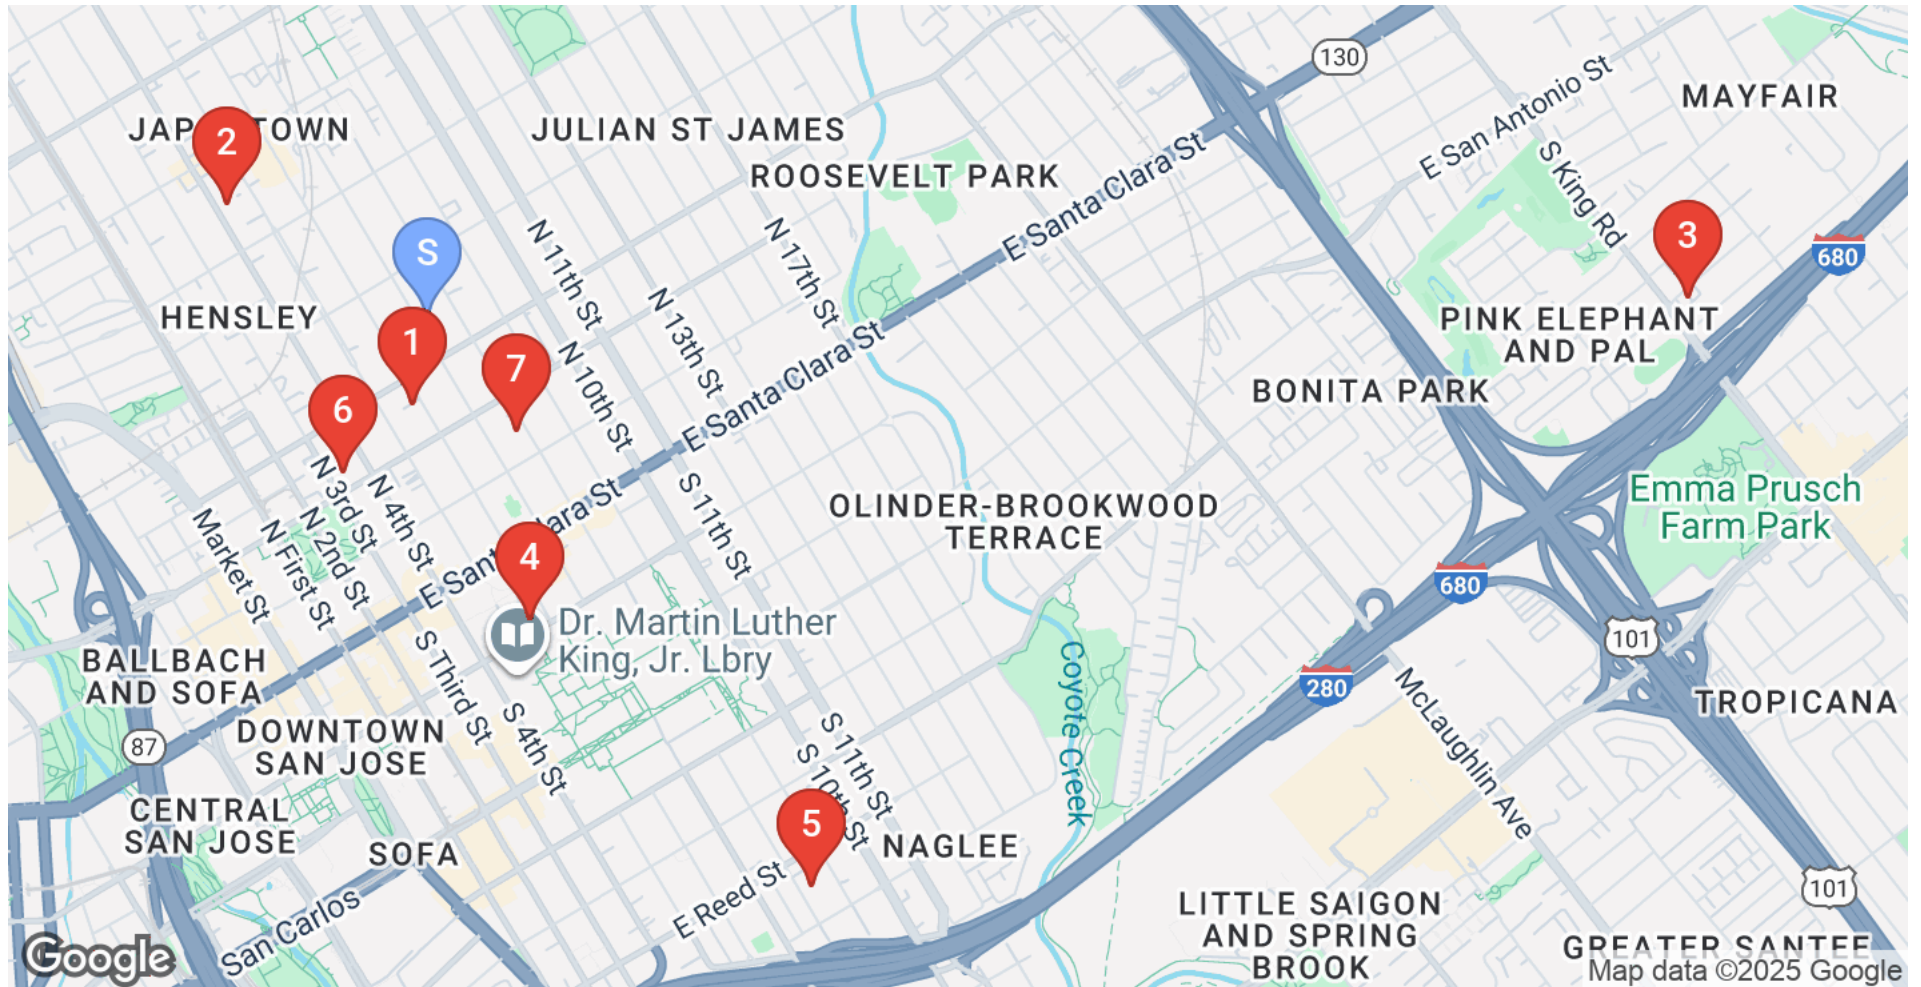 130
MAYFAIR
E San Antonio St
S King Rd
JAP
TOWN
2
JULIAN ST JAMES
ROOSEVELT PARK
E Santa Clara St
N 11th St
N 17th St
S
3
680
HENSLEY
1
N 13th St
PINK ELEPHANT
AND PAL
7
N 10th St
E Santa Clara St
BONITA PARK
6
N 3rd St
N 4th St
S 11th St
OLINDER-BROOKWOOD
TERRACE
Emma Prusch
Farm Park
Market St
N First St
N 2nd St
E San
lara St
4
680
101
Dr. Martin Luther
King, Jr. Lbry
BALLBACH
AND SOFA
S Third St
S 4th St
Coyote Creek
280
McLaughlin Ave
TROPICANA
DOWNTOWN
SAN JOSE
87
S 11th St
S 10th St
CENTRAL
SAN JOSE
SOFA
5
NAGLEE
E Reed St
San Carlos
LITTLE SAIGON
AND SPRING
BROOK
101
GREATER SANTEE
Google
Map data ©2025 Google